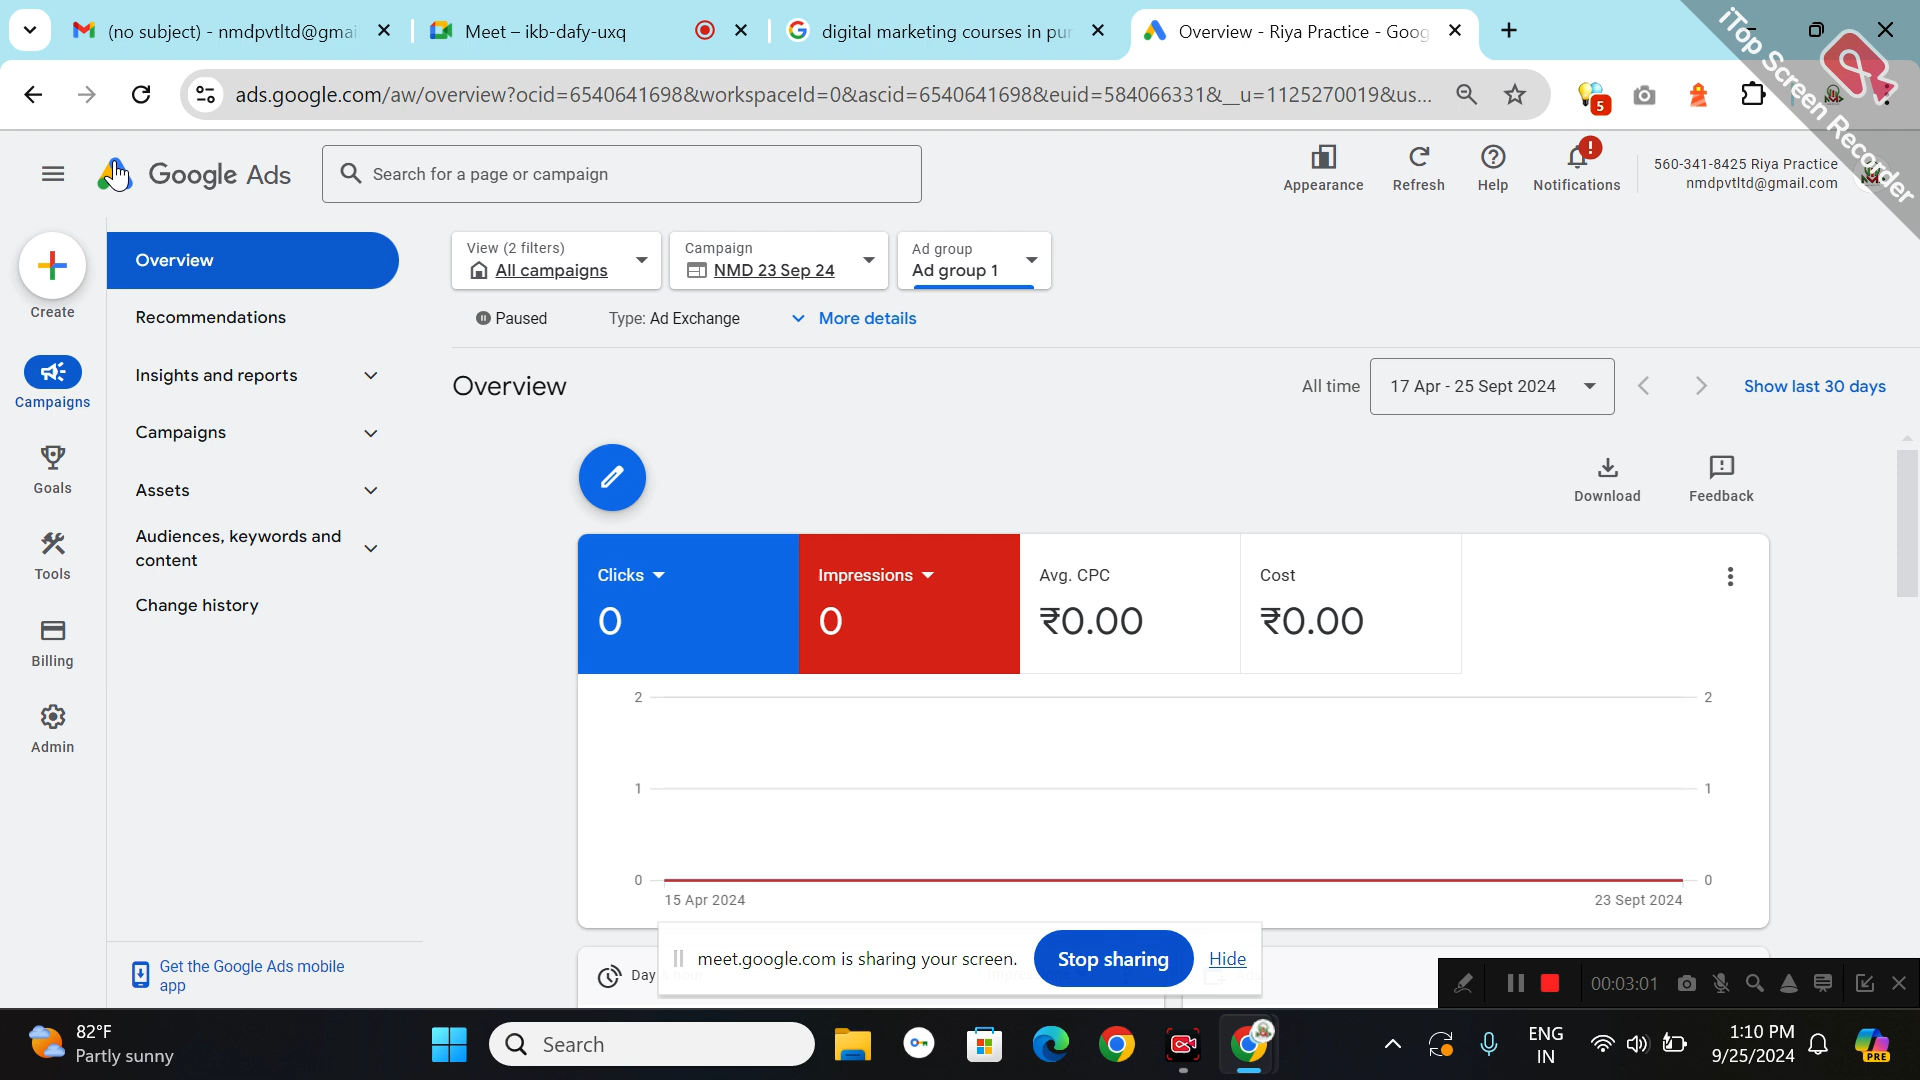 (no subject) - nmdpvtltd@gmai
Meet – ikb-dafy-uxq
digital marketing courses in pun
Overview - Riya Practice - Goog
ads.google.com/aw/overview?ocid=6540641698&workspaceId=0&ascid=6540641698&euid=584066331&__u=1125270019&us...
5
iTop Screen Recorder
Google Ads
Search for a page or campaign
Appearance
Refresh
Help
Notifications
560-341-8425 Riya Practice
nmdpvtltd@gmail.com
Create
Campaigns
Goals
Tools
Billing
Admin
Overview
Recommendations
Insights and reports
Campaigns
Assets
Audiences, keywords and
content
Change history
Get the Google Ads mobile
app
View (2 filters)
All campaigns
Campaign
NMD 23 Sep 24
Ad group
Ad group 1
Paused
Type: Ad Exchange
More details
Overview
All time
17 Apr - 25 Sept 2024
Show last 30 days
Download
Feedback
Clicks
0
Impressions
0
Avg. CPC
₹0.00
Cost
₹0.00
2
2
1
1
0
0
15 Apr 2024
23 Sept 2024
Day
meet.google.com is sharing your screen.
Stop sharing
Hide
00:03:01
82°F
Partly sunny
Search
ENG
IN
1:10 PM
9/25/2024
PRE